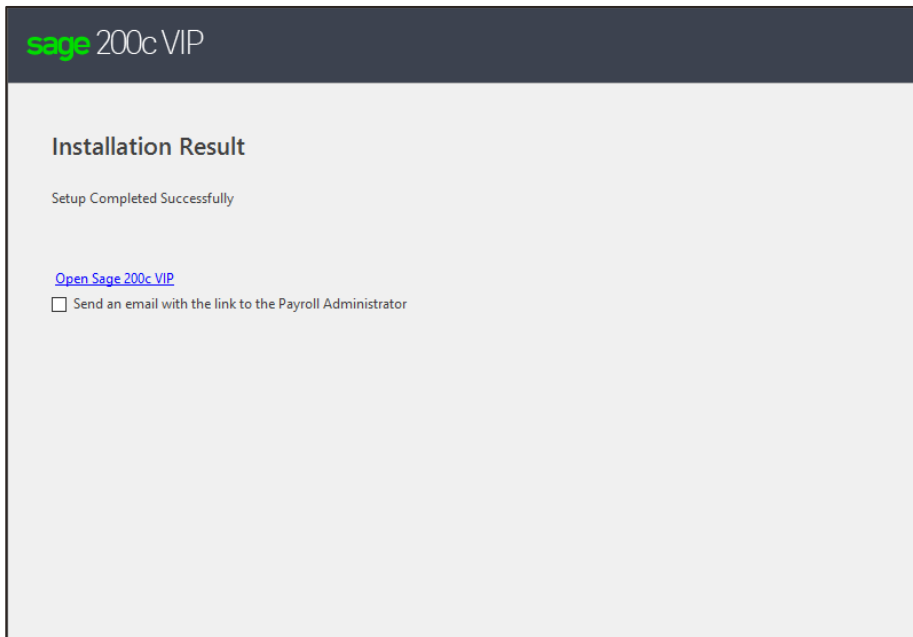 sage 200c VIP
Installation Result
Setup Completed Successfully
Open Sage 200c VIP
Send an email with the link to the Payroll Administrator